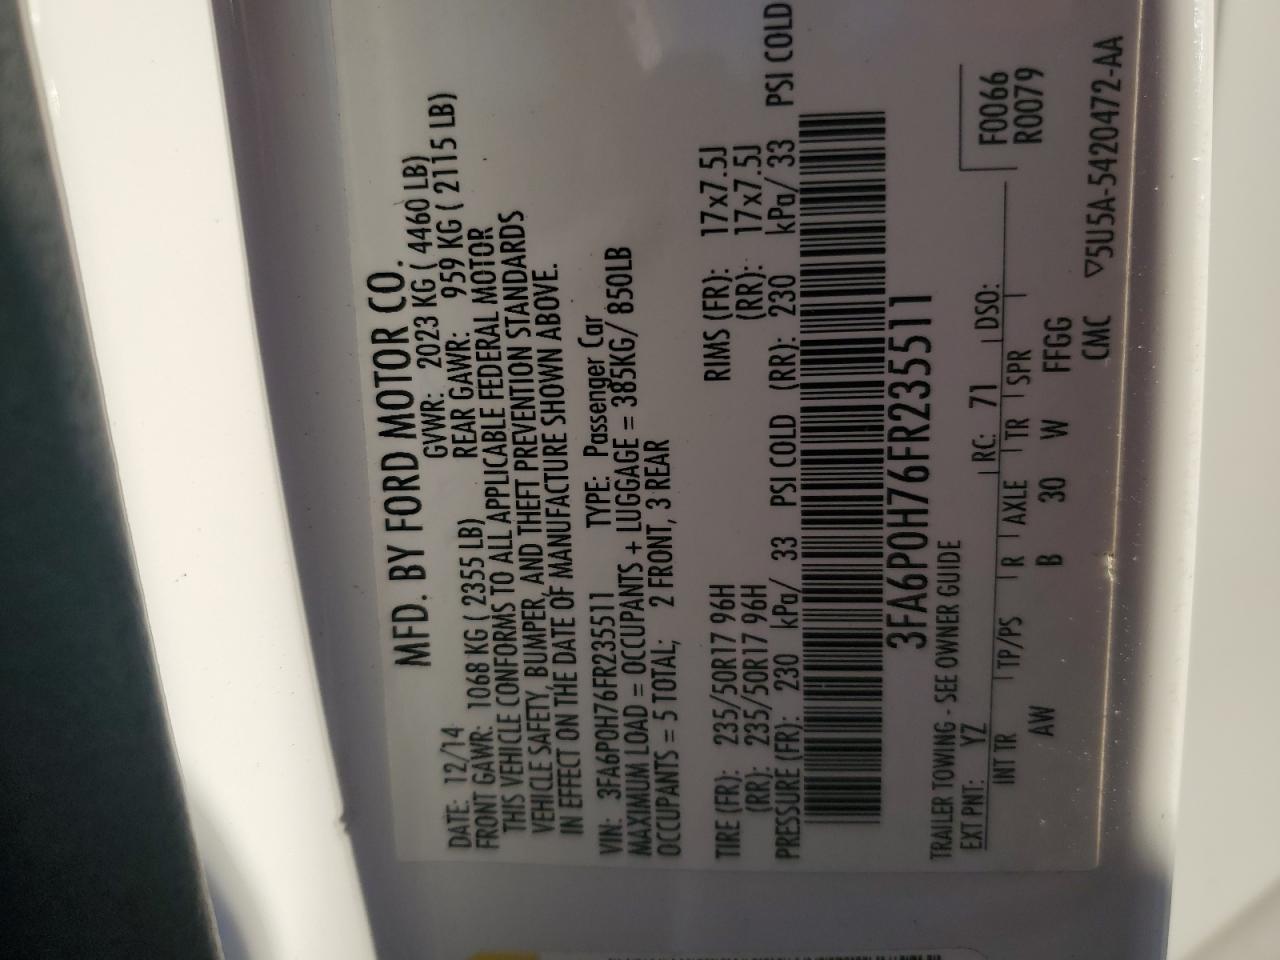 MFD. BY FORD MOTOR CO.
DATE: 12/14 GVWR: 2023 KG ( 4460 LB)
FRONT GAWR: 1068 KG ( 2355 LB) REAR GAWR: 959 KG ( 2115 LB)
THIS VEHICLE CONFORMS TO ALL APPLICABLE FEDERAL MOTOR
VEHICLE SAFETY, BUMPER, AND THEFT PREVENTION STANDARDS
IN EFFECT ON THE DATE OF MANUFACTURE SHOWN ABOVE.
VIN: 3FA6P0H76FR235511 TYPE: Passenger Car
MAXIMUM LOAD = OCCUPANTS + LUGGAGE = 385KG/ 850LB
OCCUPANTS = 5 TOTAL; 2 FRONT, 3 REAR
TIRE (FR): 235/50R17 96H RIMS (FR): 17x7.5J
(RR): 235/50R17 96H (RR): 17x7.5J
PRESSURE (FR): 230 kPa/ 33 PSI COLD (RR): 230 kPa/ 33 PSI COLD
3FA6P0H76FR235511
TRAILER TOWING - SEE OWNER GUIDE
EXT PNT: YZ RC: 71 DSO: F0066
R0079
INT TR TP/PS R AXLE TR SPR
AW B 30 W FFGG
CMC ▽5U5A-5420472-AA